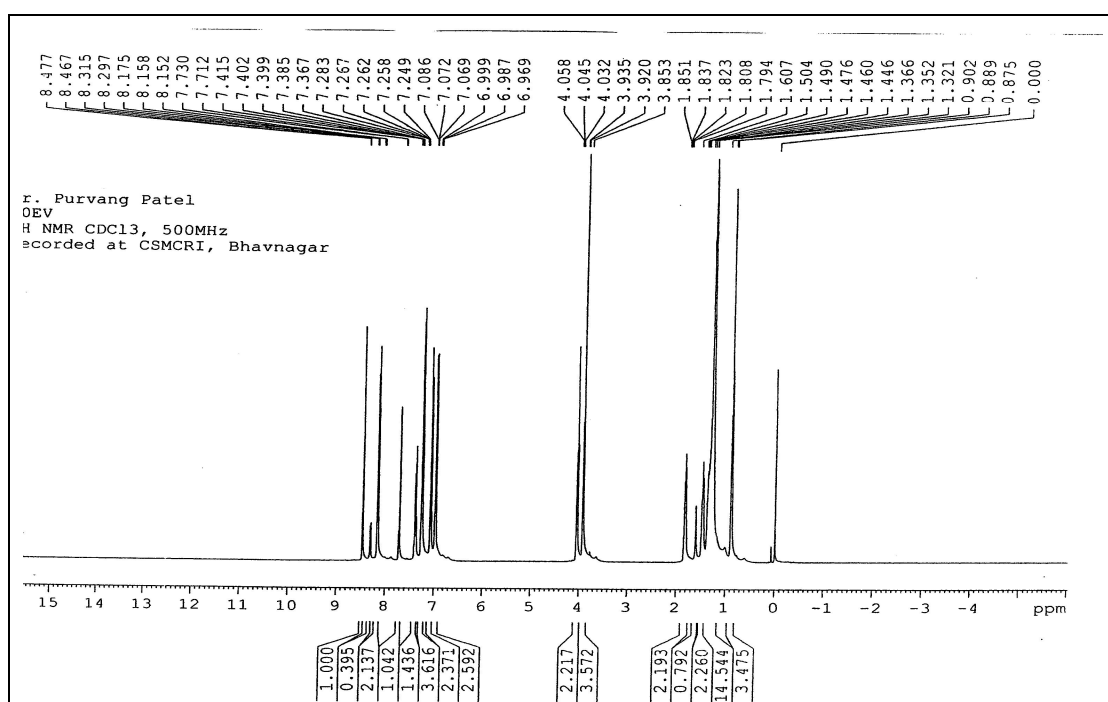 8.477 8.467 8.315 8.297 8.175 8.158 8.152 7.730 7.712 7.415 7.402 7.399 7.385 7.367 7.283 7.267 7.262 7.258 7.249 7.086 7.072 7.069 6.999 6.987 6.969 4.058 4.045 4.032 3.935 3.920 3.853 1.851 1.837 1.823 1.808 1.794 1.607 1.504 1.490 1.476 1.460 1.446 1.366 1.352 1.321 0.902 0.889 0.875 0.000
r. Purvang Patel
OEV
H NMR CDCl3, 500MHz
ecorded at CSMCRI, Bhavnagar
15 14 13 12 11 10 9 8 7 6 5 4 3 2 1 0 -1 -2 -3 -4 ppm
1.000 0.395 2.137 1.042 1.436 3.616 2.371 2.592 2.217 3.572 2.193 0.792 2.260 14.544 3.475